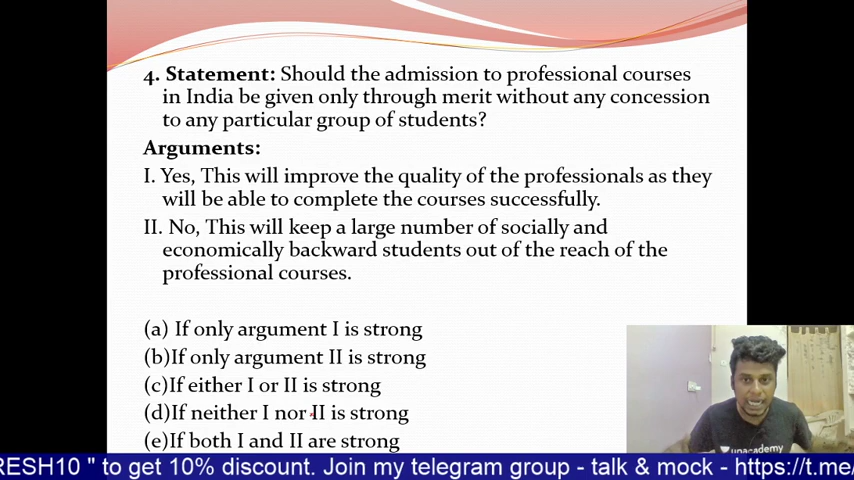 4. Statement: Should the admission to professional courses
in India be given only through merit without any concession
to any particular group of students?
Arguments:
I. Yes, This will improve the quality of the professionals as they
will be able to complete the courses successfully.
II. No, This will keep a large number of socially and
economically backward students out of the reach of the
professional courses.
(a) If only argument I is strong
(b)If only argument II is strong
(c)If either I or II is strong
(d)If neither I nor II is strong
(e)If both I and II are strong
unacademy
RESH10 " to get 10% discount. Join my telegram group - talk & mock - https://t.me/